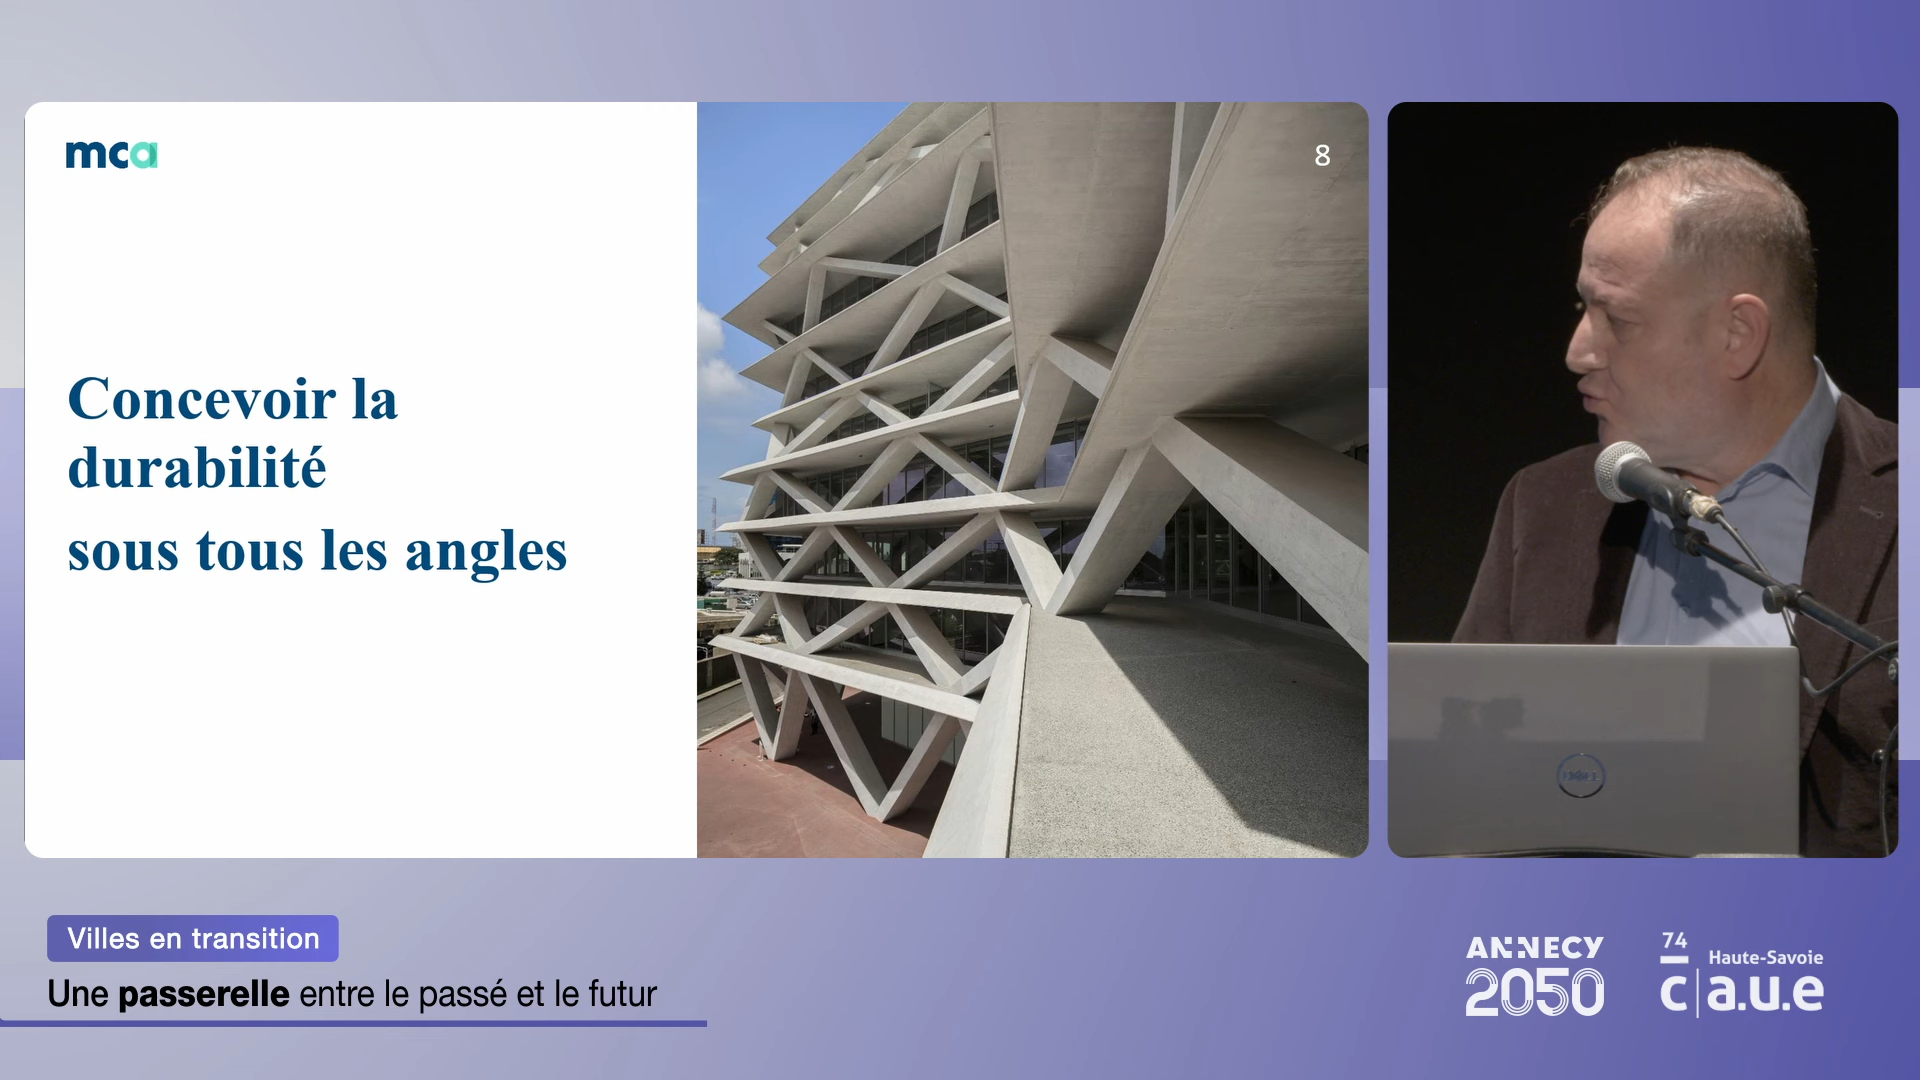 mca
8
Concevoir la
durabilité
sous tous les angles
DELL
Villes en transition
Une passerelle entre le passé et le futur
ANNECY
2050
74
Haute-Savoie
c|a.u.e